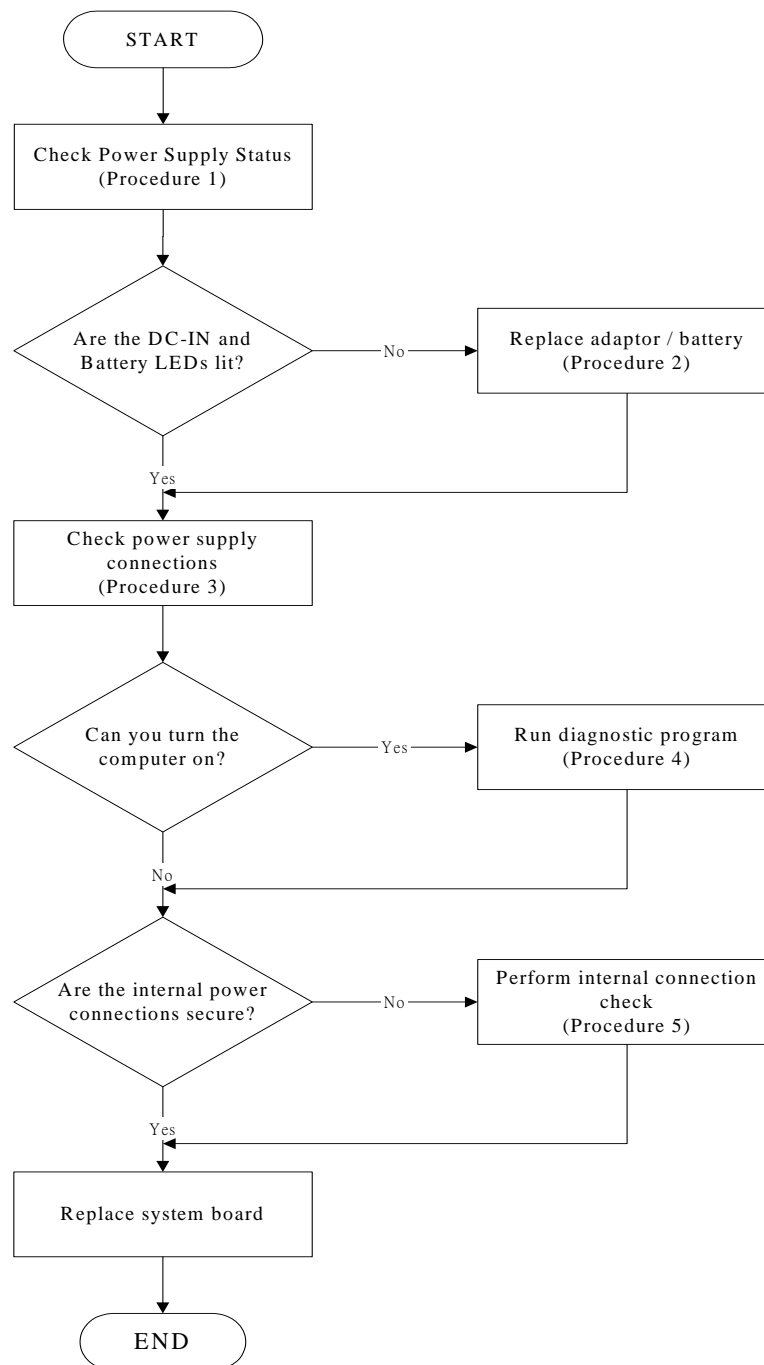 START
Check Power Supply Status
(Procedure 1)
Are the DC-IN and
Battery LEDs lit?
No
Replace adaptor / battery
(Procedure 2)
Yes
Check power supply
connections
(Procedure 3)
Can you turn the
computer on?
Yes
Run diagnostic program
(Procedure 4)
No
Are the internal power
connections secure?
No
Perform internal connection
check
(Procedure 5)
Yes
Replace system board
END